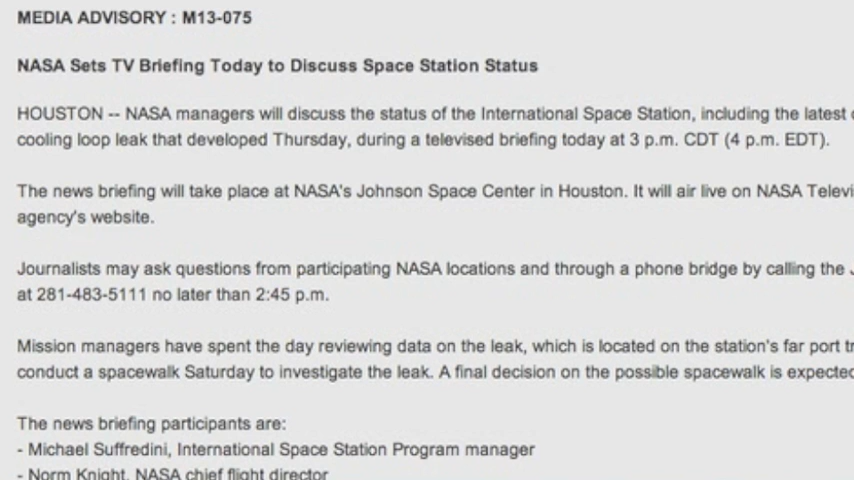 MEDIA ADVISORY : M13-075
NASA Sets TV Briefing Today to Discuss Space Station Status
HOUSTON -- NASA managers will discuss the status of the International Space Station, including the latest
cooling loop leak that developed Thursday, during a televised briefing today at 3 p.m. CDT (4 p.m. EDT).
The news briefing will take place at NASA's Johnson Space Center in Houston. It will air live on NASA Televi
agency's website.
Journalists may ask questions from participating NASA locations and through a phone bridge by calling the
at 281-483-5111 no later than 2:45 p.m.
Mission managers have spent the day reviewing data on the leak, which is located on the station's far port tr
conduct a spacewalk Saturday to investigate the leak. A final decision on the possible spacewalk is expected
The news briefing participants are:
- Michael Suffredini, International Space Station Program manager
- Norm Knight, NASA chief flight director